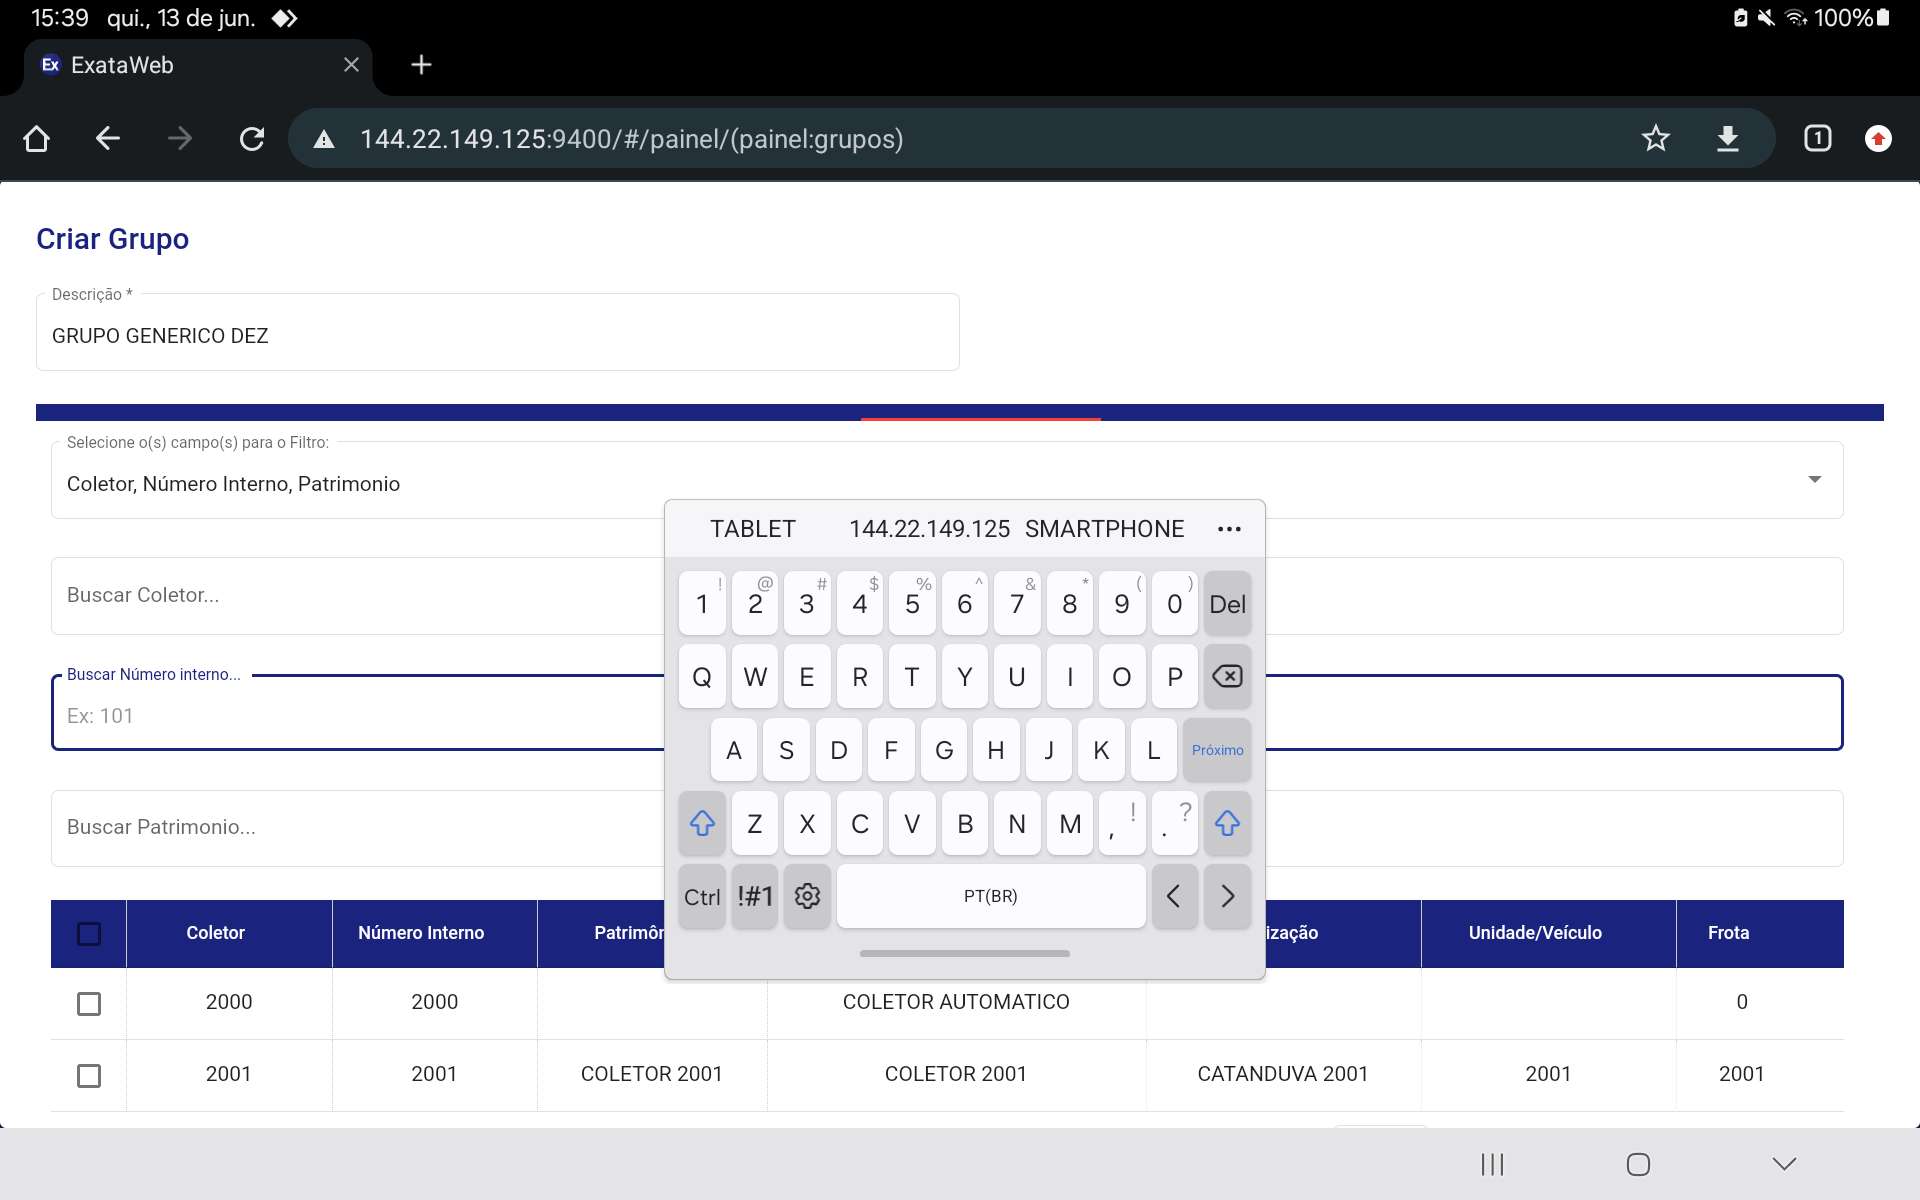 15:39 qui., 13 de jun. 100%
Ex ExataWeb
144.22.149.125:9400/#/painel/(painel:grupos) 1
Criar Grupo
Descrição *
GRUPO GENERICO DEZ
Selecione o(s) campo(s) para o Filtro:
Coletor, Número Interno, Patrimonio
Buscar Coletor...
Buscar Número interno...
Ex: 101
Buscar Patrimonio...
TABLET 144.22.149.125 SMARTPHONE
! @ # $ % ^ & * ( )
1 2 3 4 5 6 7 8 9 0 Del
Q W E R T Y U I O P
A S D F G H J K L Próximo
Z X C V B N M , ! . ?
Ctrl !#1 PT(BR) < >
Coletor Número Interno Patrimôn ização Unidade/Veículo Frota
2000 2000 COLETOR AUTOMATICO 0
2001 2001 COLETOR 2001 COLETOR 2001 CATANDUVA 2001 2001 2001